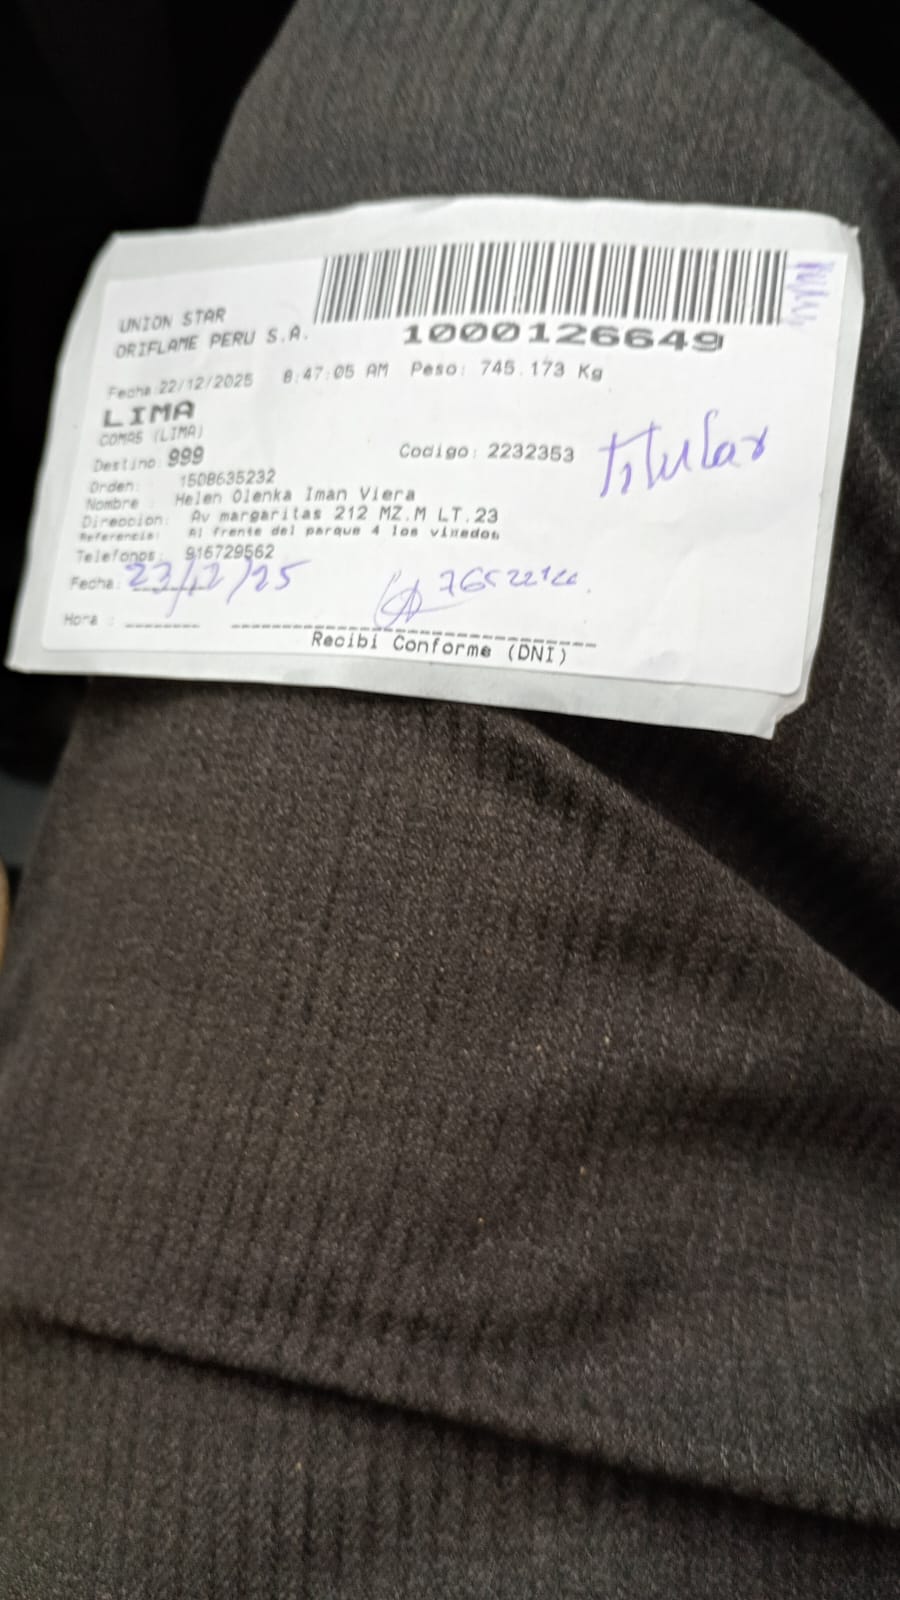 UNION STAR
ORIFLAME PERU S.A.
1000126649
Fecha:22/12/2025 8:47:05 AM Peso: 745.173 Kg
LIMA
COMAS (LIMA)
Destino: 999
Codigo: 2232353
Titular
Orden: 150B635232
Nombre : Helen Olenka Iman Viera
Direccion: Av margaritas 212 MZ.M LT.23
Referencia: Al frente del parque 4 los viñedos
Telefonos: 916729562
Fecha: 23/12/25
Hora :
Recibi Conforme (DNI)